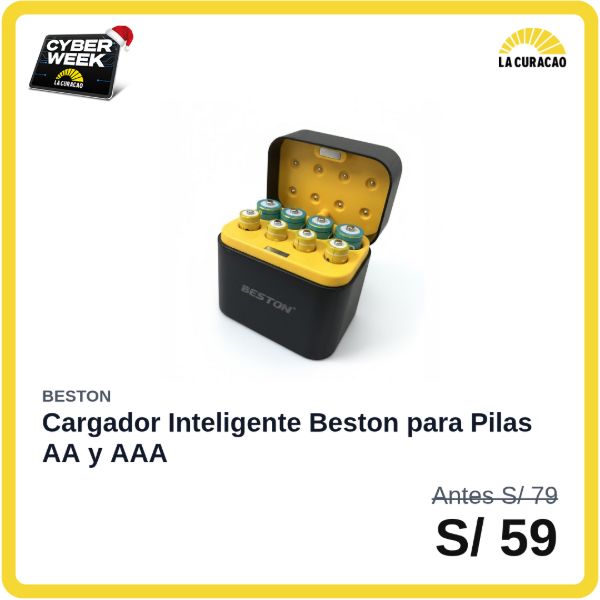 CYBER
WEEK
LA CURACAO
LA CURACAO
BESTON
BESTON
Cargador Inteligente Beston para Pilas
AA y AAA
Antes S/ 79
S/ 59